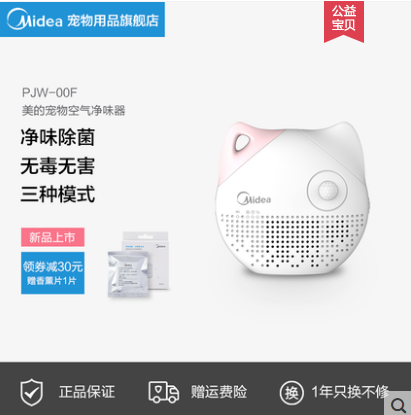 Midea 宠物用品旗舰店
公益
宝贝
PJW-00F
美的宠物空气净味器
净味除菌
无毒无害
三种模式
Midea
新品上市
领券减30元
赠香薰片1片
Midea
正品保证
赠运费险
换
1年只换不修